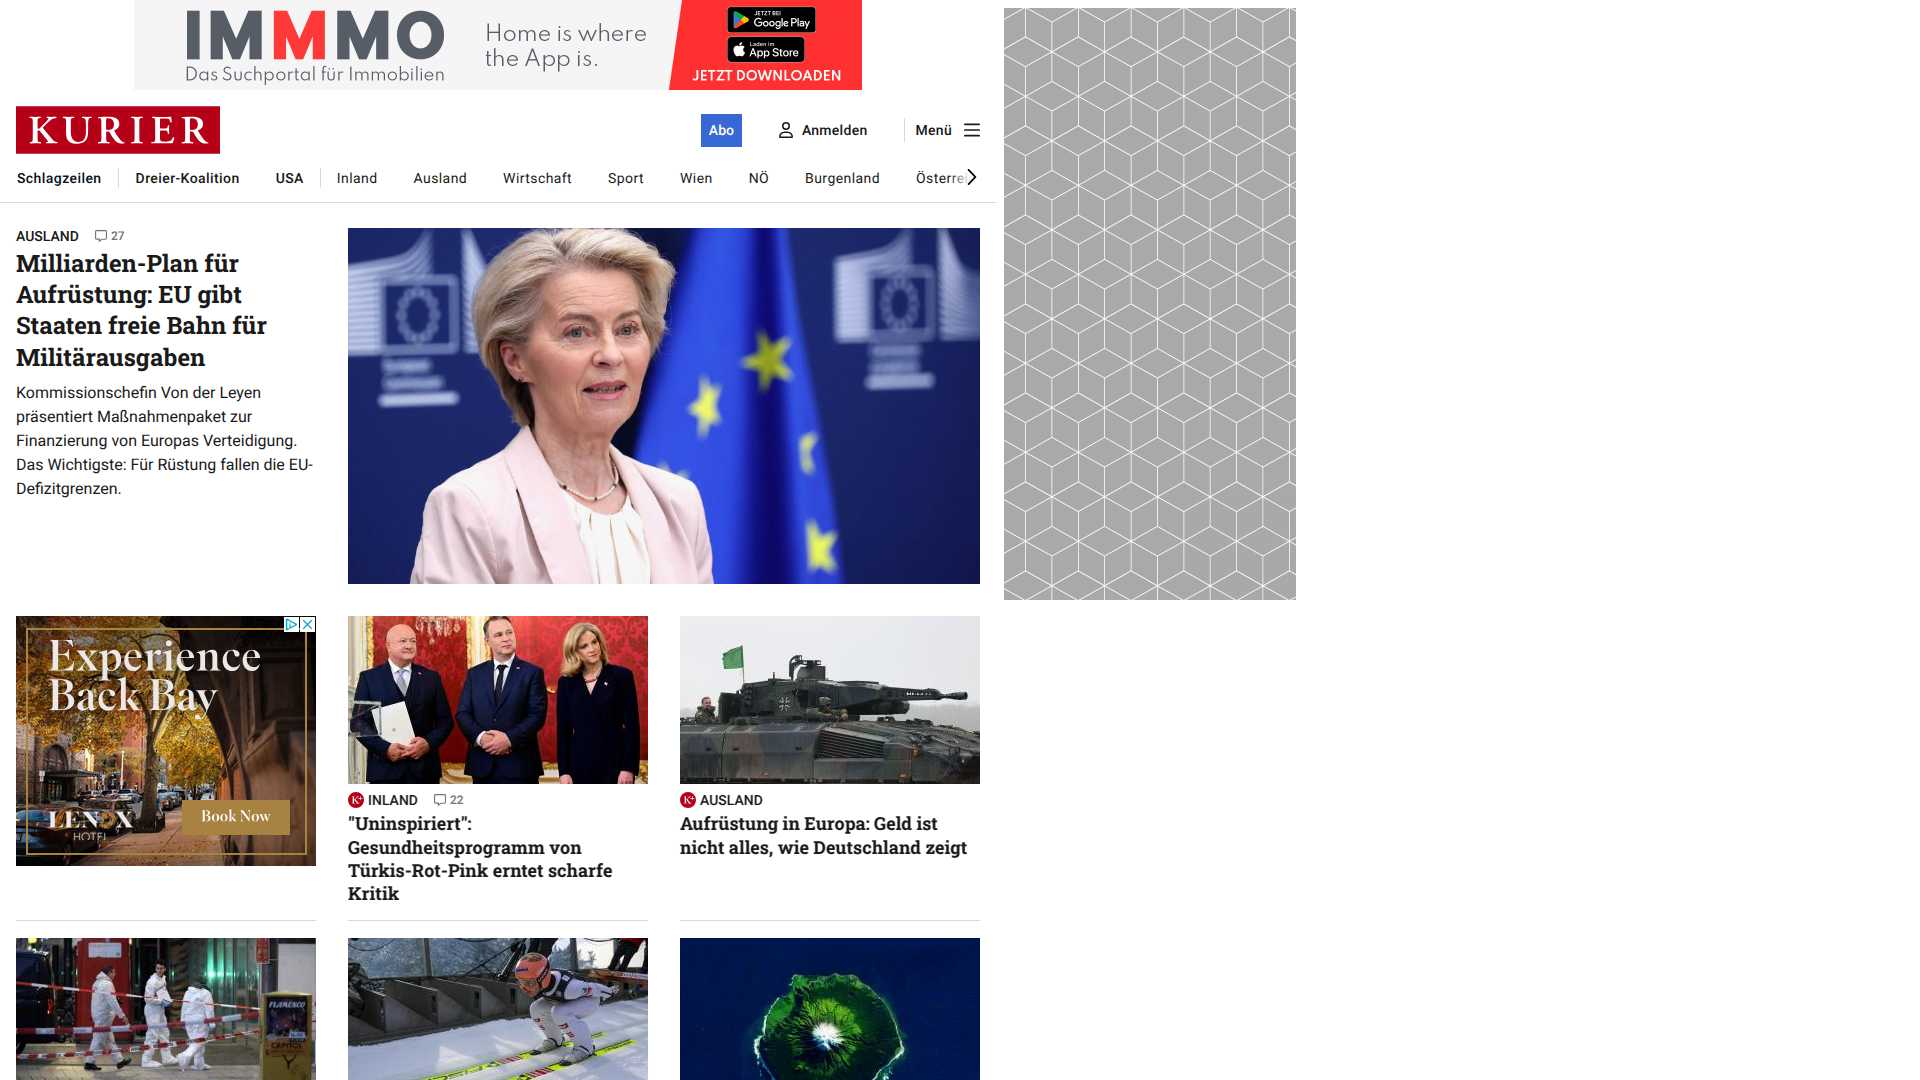 IMMMO
Das Suchportal für Immobilien
Home is where
the App is.
JETZT BEI
Google Play
Laden im
App Store
JETZT DOWNLOADEN
KURIER
Abo
Anmelden
Menü
Schlagzeilen
Dreier-Koalition
USA
Inland
Ausland
Wirtschaft
Sport
Wien
NÖ
Burgenland
Österre
AUSLAND 27
Milliarden-Plan für
Aufrüstung: EU gibt
Staaten freie Bahn für
Militärausgaben
Kommissionschefin Von der Leyen
präsentiert Maßnahmenpaket zur
Finanzierung von Europas Verteidigung.
Das Wichtigste: Für Rüstung fallen die EU-
Defizitgrenzen.
Experience
Back Bay
LENOX
HOTEL
Book Now
K+ INLAND 22
"Uninspiriert":
Gesundheitsprogramm von
Türkis-Rot-Pink erntet scharfe
Kritik
K+ AUSLAND
Aufrüstung in Europa: Geld ist
nicht alles, wie Deutschland zeigt
FLAMENCO
CAPITOL